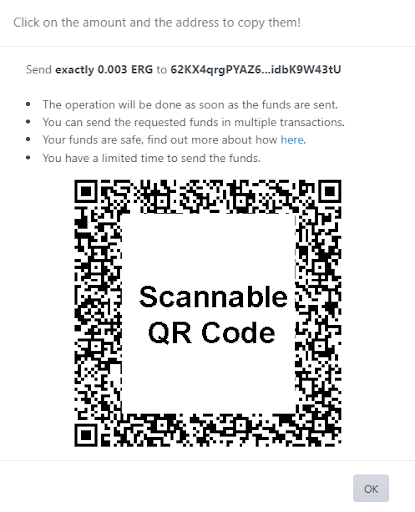 Click on the amount and the address to copy them!
Send exactly 0.003 ERG to 62KX4qrgPYAZ6...idbK9W43tU
The operation will be done as soon as the funds are sent.
You can send the requested funds in multiple transactions.
Your funds are safe, find out more about how here.
You have a limited time to send the funds.
Scannable
QR Code
OK